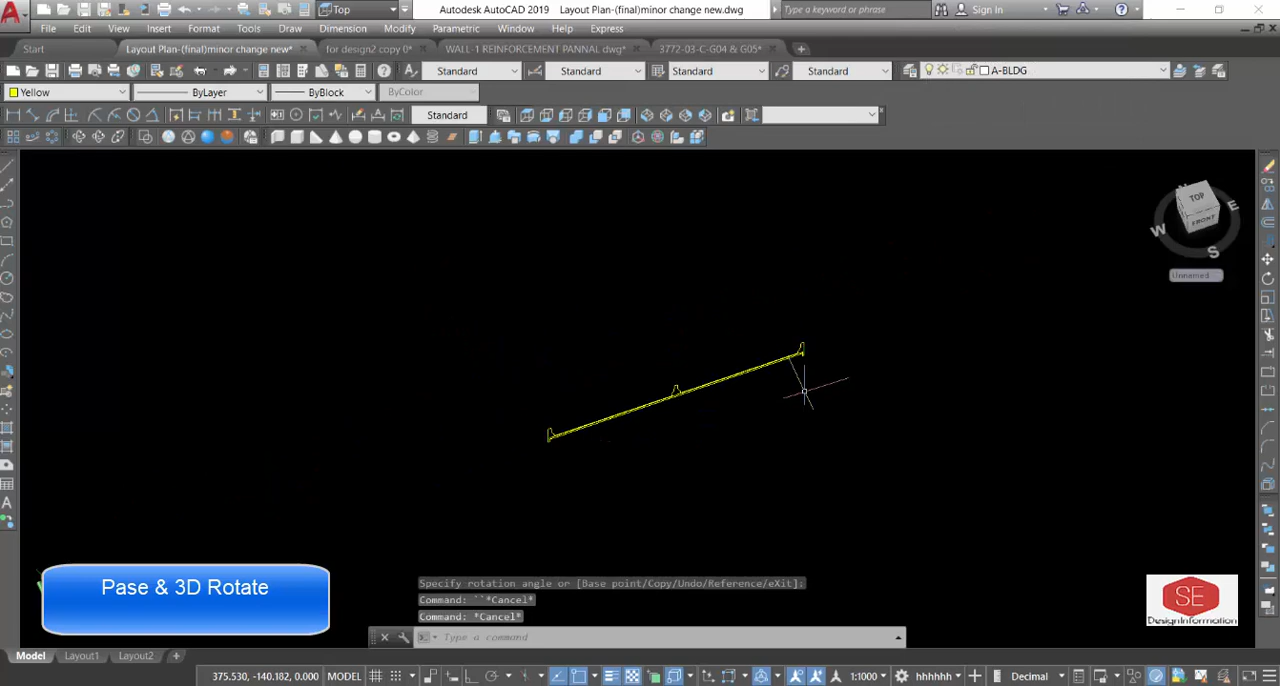 Top
Autodesk AutoCAD 2019 Layout Plan-(final)minor change new.dwg
Type a keyword or phrase
Sign In
File Edit View Insert Format Tools Draw Dimension Modify Parametric Window Help Express
Start
Layout Plan-(final)minor change new*
for design2 copy 0*
WALL-1 REINFORCEMENT PANNAL dwg*
3772-03-C-G04 & G05*
Standard
Standard
Standard
Standard
A-BLDG
Yellow
ByLayer
ByBlock
ByColor
Standard
TOP
FRONT
W
S
E
Unnamed
Pase & 3D Rotate
Specify rotation angle or [Base point/Copy/Undo/Reference/eXit]:
Command: ``*Cancel*
Command: *Cancel*
Type a command
SE
DesignInformation
Model Layout1 Layout2
375.530, -140.182, 0.000 MODEL
1:1000
hhhhhh
Decimal